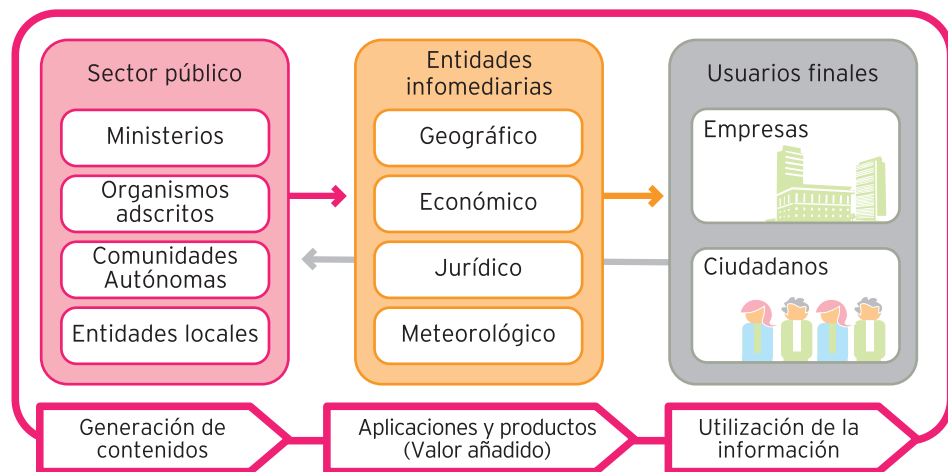 Sector público
Ministerios
Organismos
adscritos
Comunidades
Autónomas
Entidades locales
Entidades
infomediarias
Geográfico
Económico
Jurídico
Meteorológico
Usuarios finales
Empresas
Ciudadanos
Generación de
contenidos
Aplicaciones y productos
(Valor añadido)
Utilización de la
información